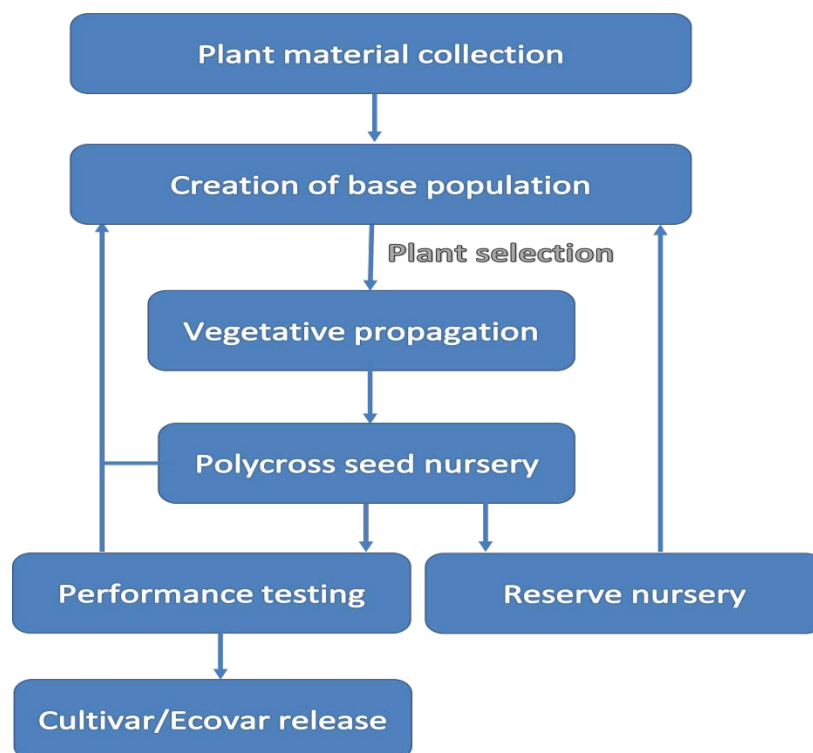 Plant material collection
Creation of base population
Plant selection
Vegetative propagation
Polycross seed nursery
Performance testing
Reserve nursery
Cultivar/Ecovar release